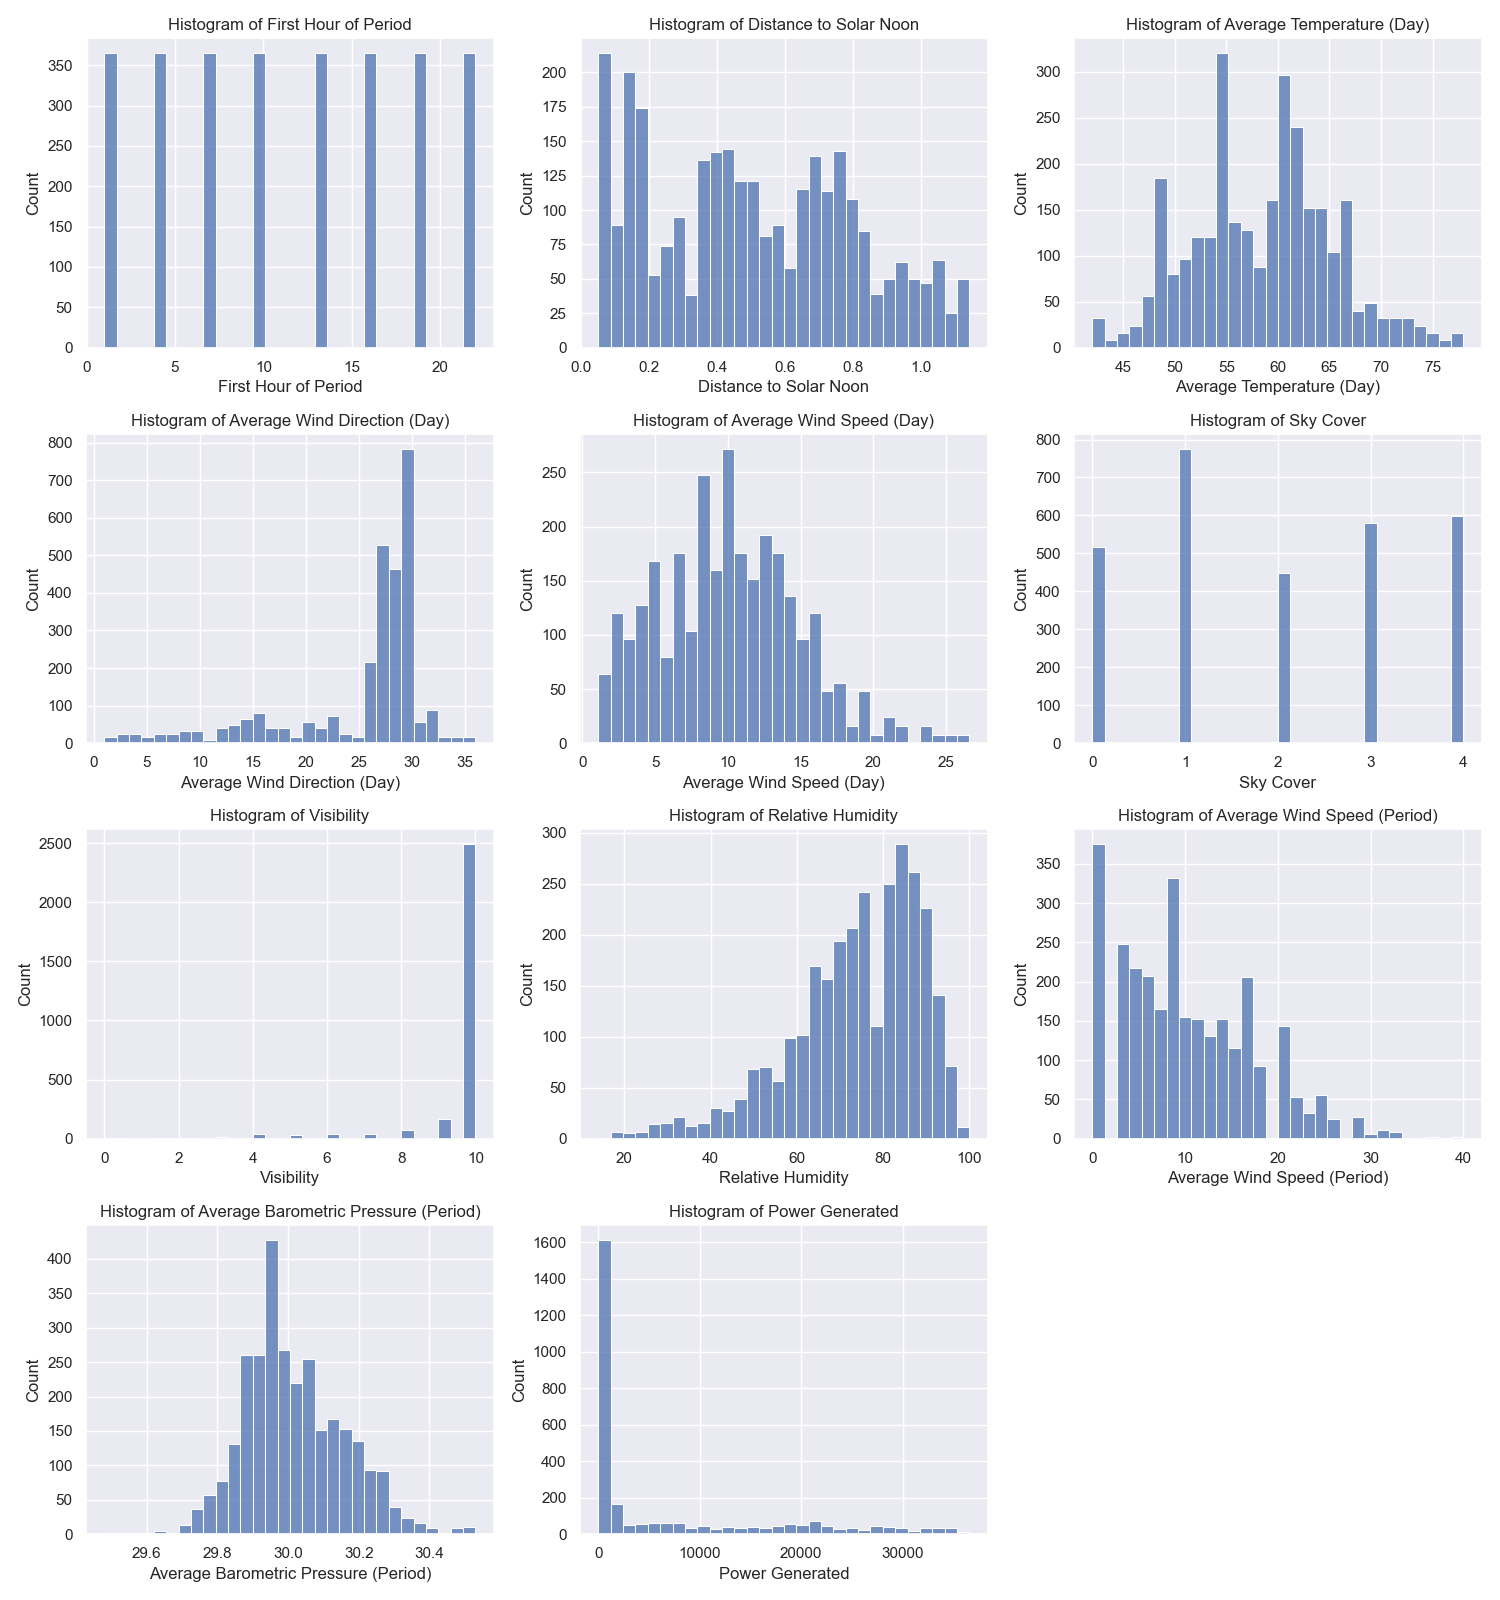 Histogram of First Hour of Period
Histogram of Distance to Solar Noon
Histogram of Average Temperature (Day)
350
300
250
200
150
100
50
0
Count
0 5 10 15 20
First Hour of Period
200
175
150
125
100
75
50
25
0
Count
0.0 0.2 0.4 0.6 0.8 1.0
Distance to Solar Noon
300
250
200
150
100
50
0
Count
45 50 55 60 65 70 75
Average Temperature (Day)
Histogram of Average Wind Direction (Day)
Histogram of Average Wind Speed (Day)
Histogram of Sky Cover
800
700
600
500
400
300
200
100
0
Count
0 5 10 15 20 25 30 35
Average Wind Direction (Day)
250
200
150
100
50
0
Count
0 5 10 15 20 25
Average Wind Speed (Day)
800
700
600
500
400
300
200
100
0
Count
0 1 2 3 4
Sky Cover
Histogram of Visibility
Histogram of Relative Humidity
Histogram of Average Wind Speed (Period)
2500
2000
1500
1000
500
0
Count
0 2 4 6 8 10
Visibility
300
250
200
150
100
50
0
Count
20 40 60 80 100
Relative Humidity
350
300
250
200
150
100
50
0
Count
0 10 20 30 40
Average Wind Speed (Period)
Histogram of Average Barometric Pressure (Period)
Histogram of Power Generated
400
350
300
250
200
150
100
50
0
Count
29.6 29.8 30.0 30.2 30.4
Average Barometric Pressure (Period)
1600
1400
1200
1000
800
600
400
200
0
Count
0 10000 20000 30000
Power Generated